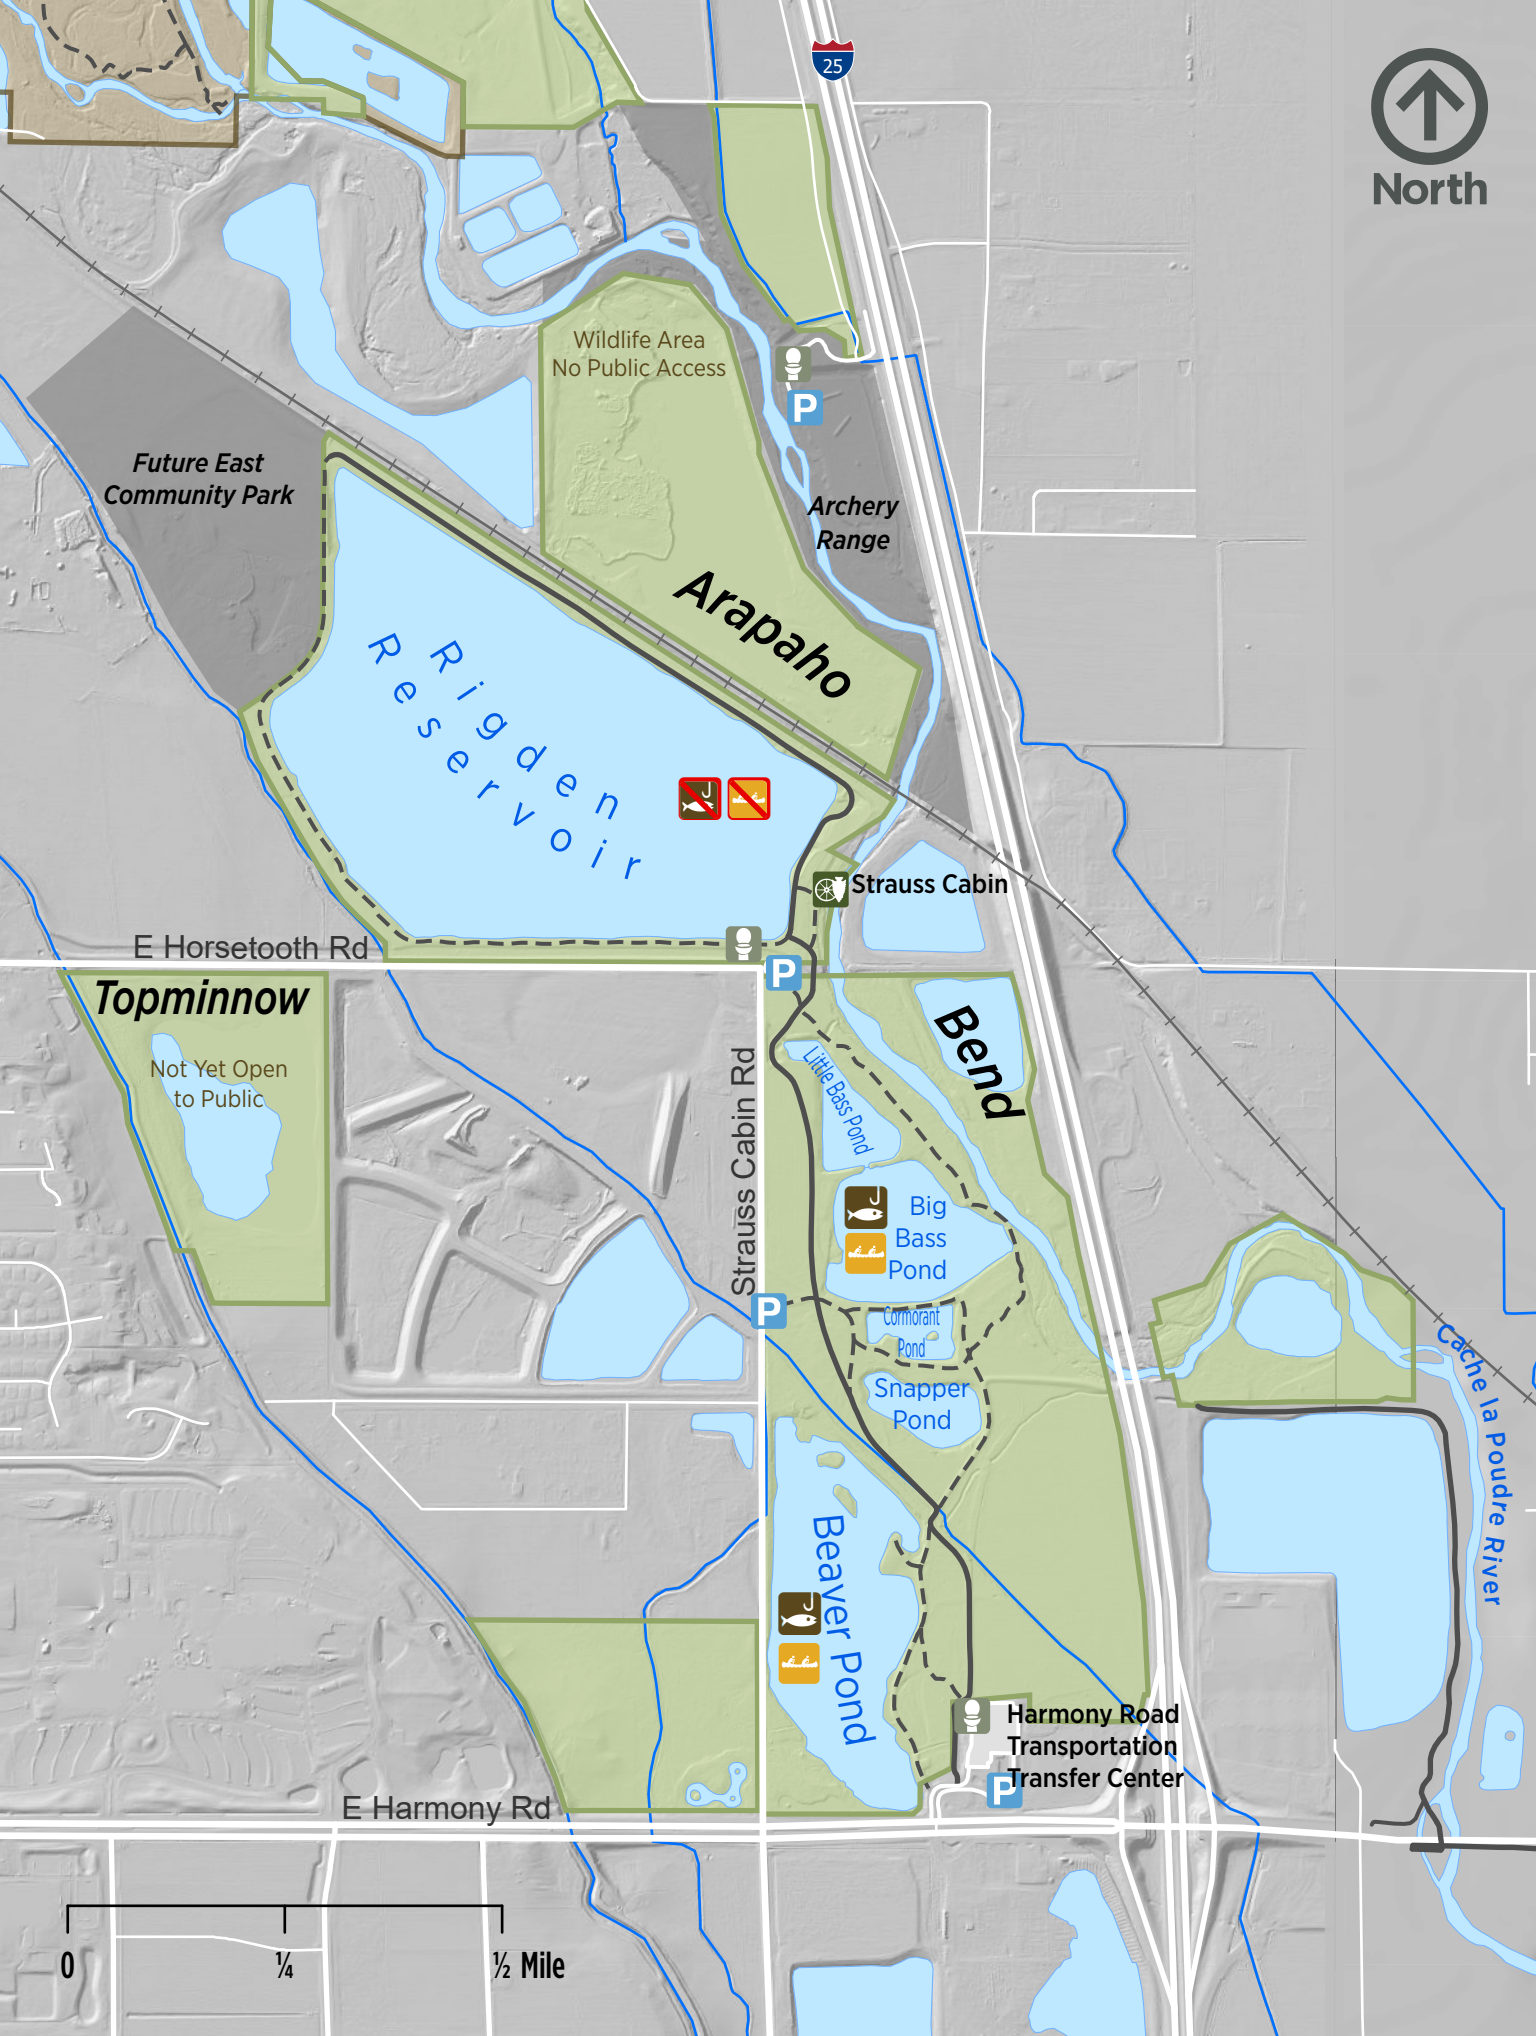 25
North
Wildlife Area
No Public Access
P
Future East
Community Park
Archery
Range
Arapaho
Rigden
Reservoir
Strauss Cabin
E Horsetooth Rd
P
Topminnow
Not Yet Open
to Public
Bend
Strauss Cabin Rd
Little Bass Pond
Big
Bass
Pond
P
Cormorant
Pond
Snapper
Pond
Cache la Poudre River
Beaver Pond
Harmony Road
Transportation
Transfer Center
P
E Harmony Rd
0 ¼ ½ Mile